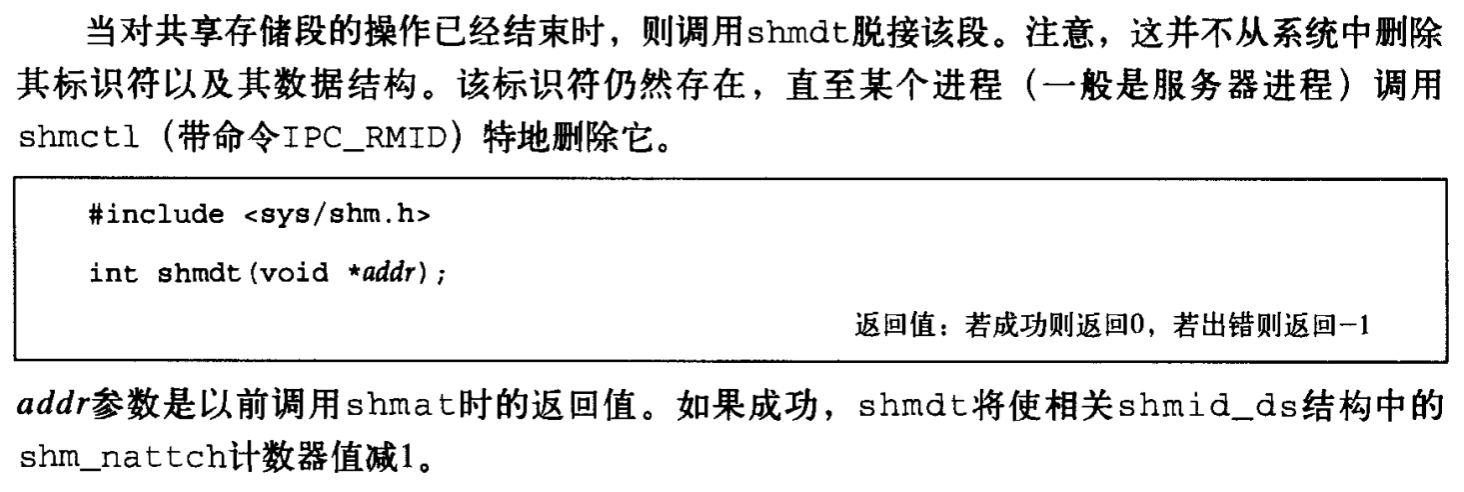 当对共享存储段的操作已经结束时，则调用shmdt脱接该段。注意，这并不从系统中删除
其标识符以及其数据结构。该标识符仍然存在，直至某个进程（一般是服务器进程）调用
shmctl（带命令IPC_RMID）特地删除它。
#include <sys/shm.h>
int shmdt(void *addr);
返回值：若成功则返回0，若出错则返回-1
addr参数是以前调用shmat时的返回值。如果成功，shmdt将使相关shmid_ds结构中的
shm_nattch计数器值减1。